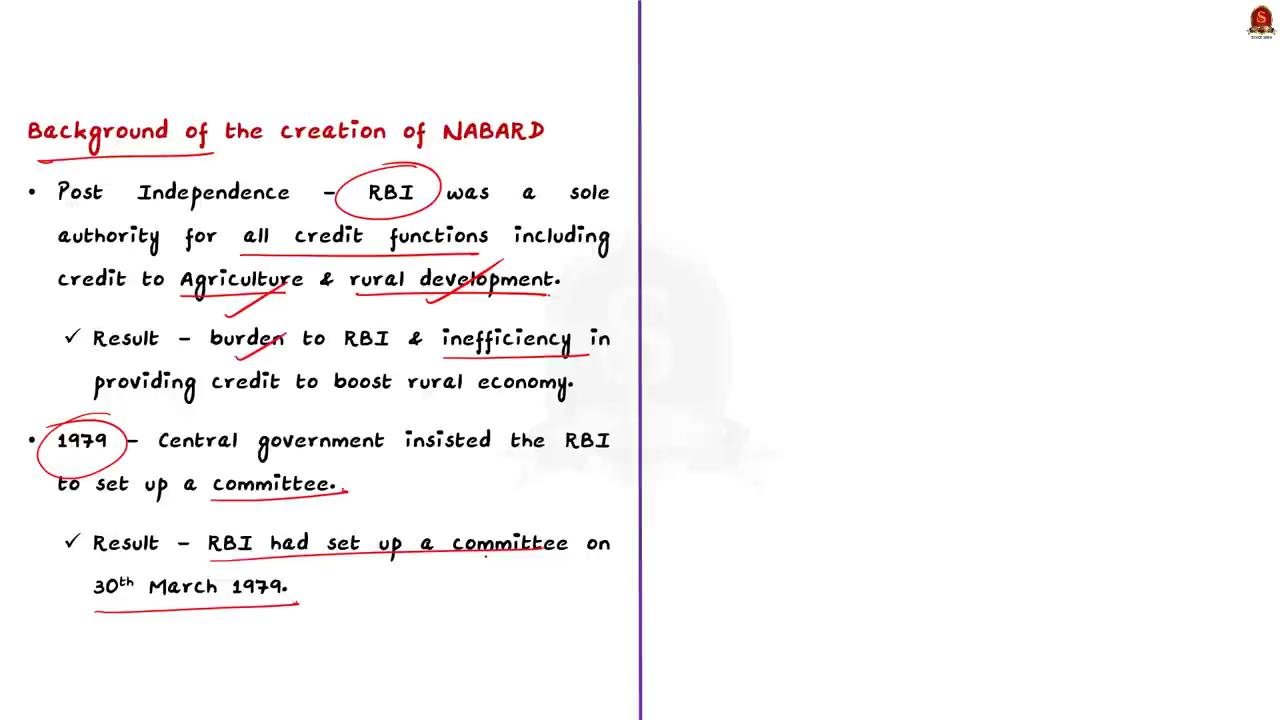 Background of the creation of NABARD
• Post Independence - RBI was a sole
authority for all credit functions including
credit to Agriculture & rural development.
✓ Result - burden to RBI & inefficiency in
providing credit to boost rural economy.
• 1979 - Central government insisted the RBI
to set up a committee.
✓ Result - RBI had set up a committee on
30th March 1979.
S
S